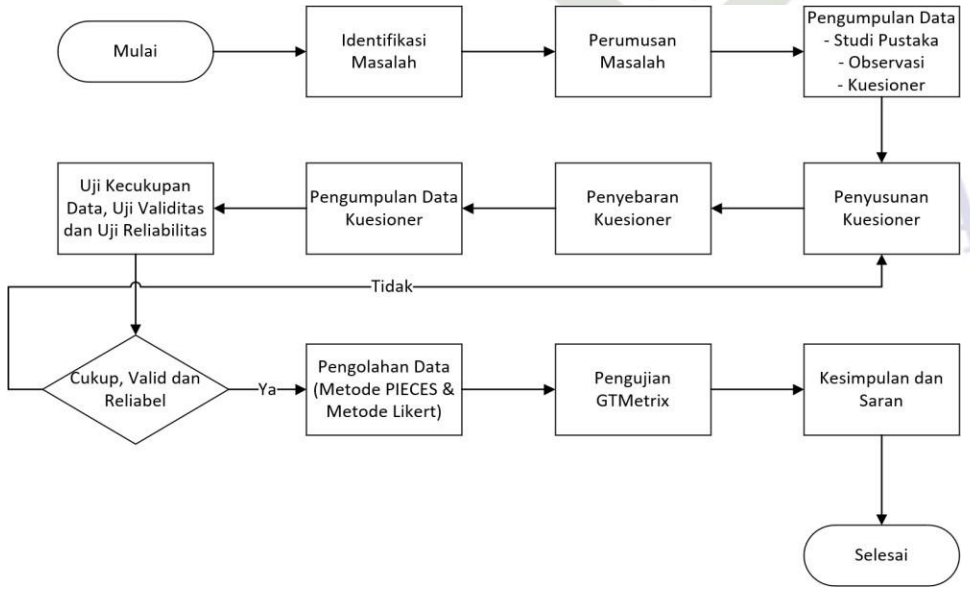 Mulai
Identifikasi
Masalah
Perumusan
Masalah
Pengumpulan Data
- Studi Pustaka
- Observasi
- Kuesioner
Penyusunan
Kuesioner
Penyebaran
Kuesioner
Pengumpulan Data
Kuesioner
Uji Kecukupan
Data, Uji Validitas
dan Uji Reliabilitas
Tidak
Cukup, Valid dan
Reliabel
Ya
Pengolahan Data
(Metode PIECES &
Metode Likert)
Pengujian
GTMetrix
Kesimpulan dan
Saran
Selesai